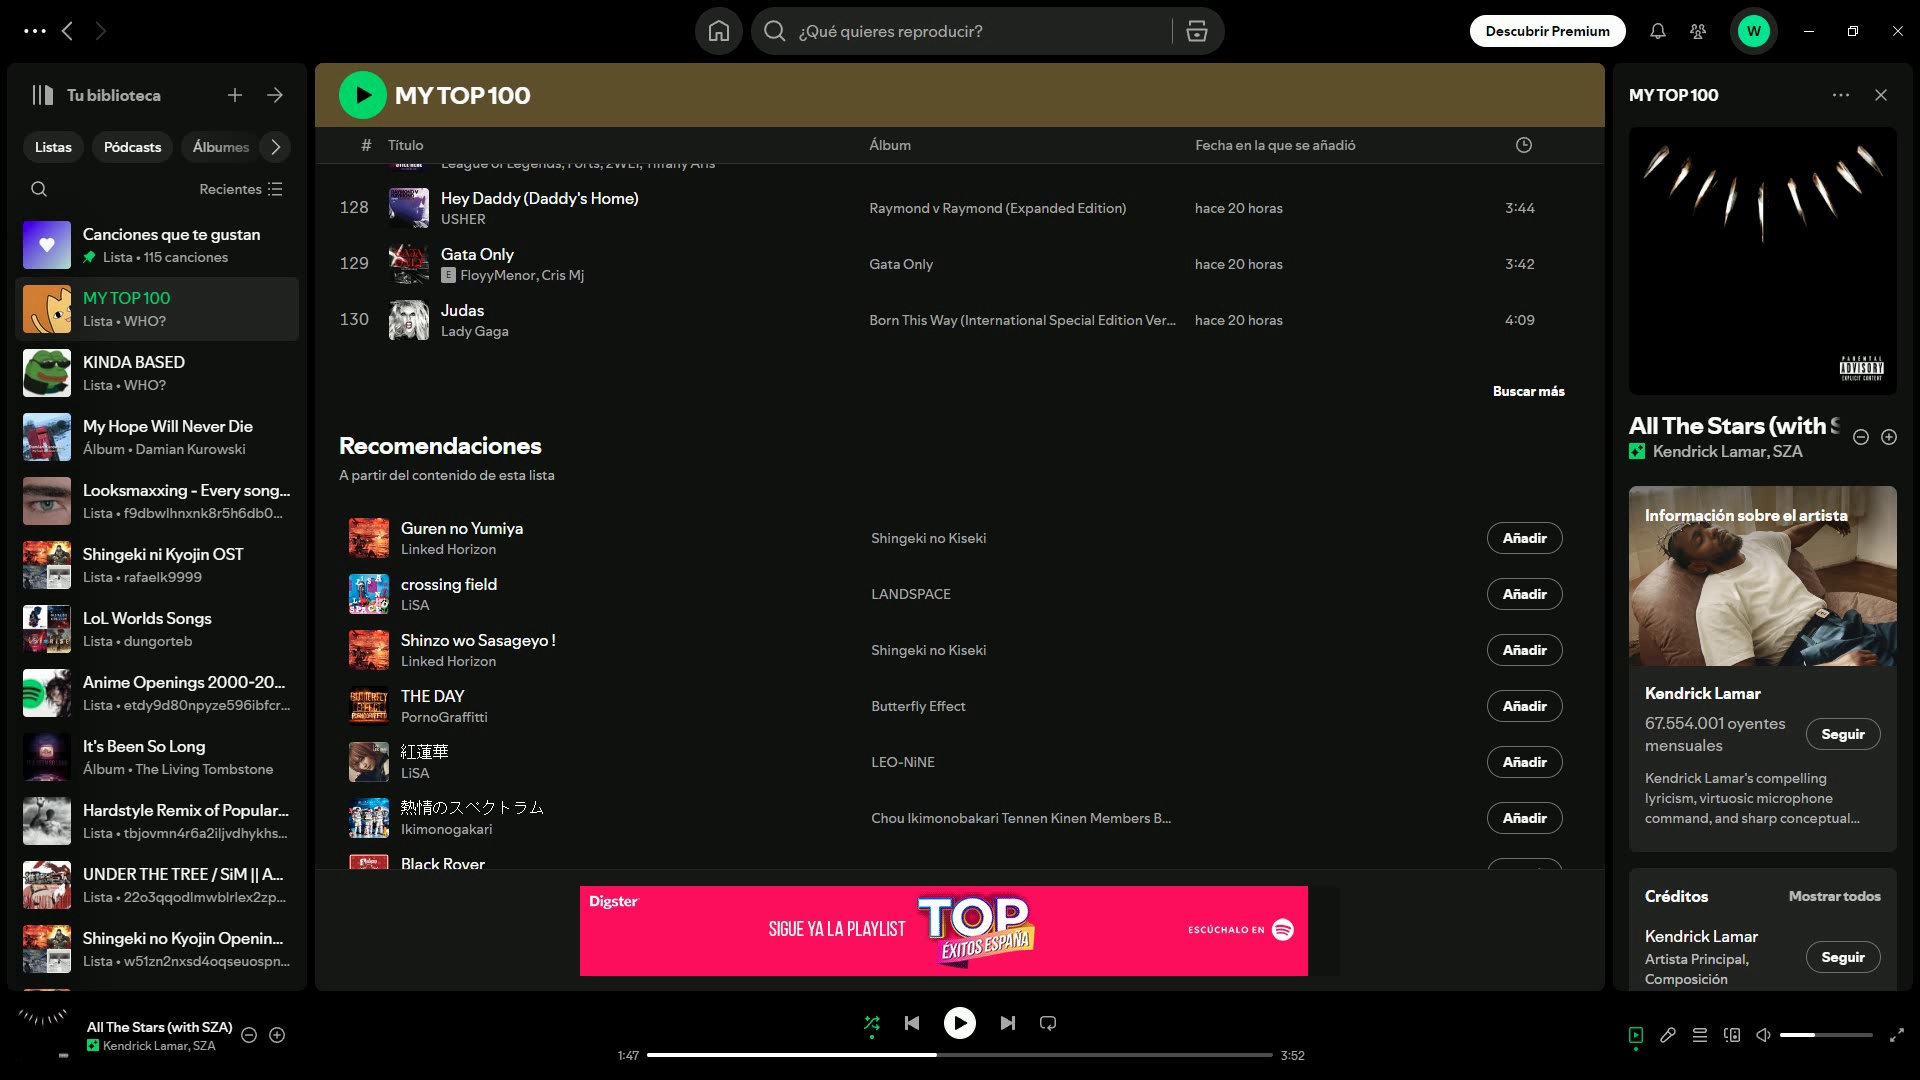 ¿Qué quieres reproducir?
Descubrir Premium
W
Tu biblioteca
Listas
Pódcasts
Álbumes
Recientes
Canciones que te gustan
Lista • 115 canciones
MY TOP 100
Lista • WHO?
KINDA BASED
Lista • WHO?
My Hope Will Never Die
Álbum • Damian Kurowski
Looksmaxxing - Every song...
Lista • f9dbwlhnxnk8r5h6db0...
Shingeki ni Kyojin OST
Lista • rafaelk9999
LoL Worlds Songs
Lista • dungorteb
Anime Openings 2000-20...
Lista • etdy9d80npyze596ibfcr...
It's Been So Long
Álbum • The Living Tombstone
Hardstyle Remix of Popular...
Lista • tbjovmn4r6a2iljvdhykhs...
UNDER THE TREE / SiM || A...
Lista • 22o3qqodlmwblrlex2zp...
Shingeki no Kyojin Openin...
Lista • w51zn2nxsd4oqseuospn...
MY TOP 100
# Título Álbum Fecha en la que se añadió
League of Legends, Forts, 2WEI, Tiffany Aris
128 Hey Daddy (Daddy's Home) Raymond v Raymond (Expanded Edition) hace 20 horas 3:44
USHER
129 Gata Only Gata Only hace 20 horas 3:42
E FloyyMenor, Cris Mj
130 Judas Born This Way (International Special Edition Ver... hace 20 horas 4:09
Lady Gaga
Buscar más
Recomendaciones
A partir del contenido de esta lista
Guren no Yumiya Shingeki no Kiseki Añadir
Linked Horizon
crossing field LANDSPACE Añadir
LiSA
Shinzo wo Sasageyo ! Shingeki no Kiseki Añadir
Linked Horizon
THE DAY Butterfly Effect Añadir
PornoGraffitti
紅蓮華 LEO-NiNE Añadir
LiSA
熱情のスペクトラム Chou Ikimonobakari Tennen Kinen Members B... Añadir
Ikimonogakari
Black Rover
Digster
SIGUE YA LA PLAYLIST
TOP
ÉXITOS ESPAÑA
ESCÚCHALO EN
MY TOP 100
PARENTAL
ADVISORY
EXPLICIT CONTENT
All The Stars (with S
Kendrick Lamar, SZA
Información sobre el artista
Kendrick Lamar
67.554.001 oyentes
mensuales
Seguir
Kendrick Lamar's compelling
lyricism, virtuosic microphone
command, and sharp conceptual...
Créditos
Mostrar todos
Kendrick Lamar
Artista Principal,
Composición
Seguir
All The Stars (with SZA)
Kendrick Lamar, SZA
1:47
3:52